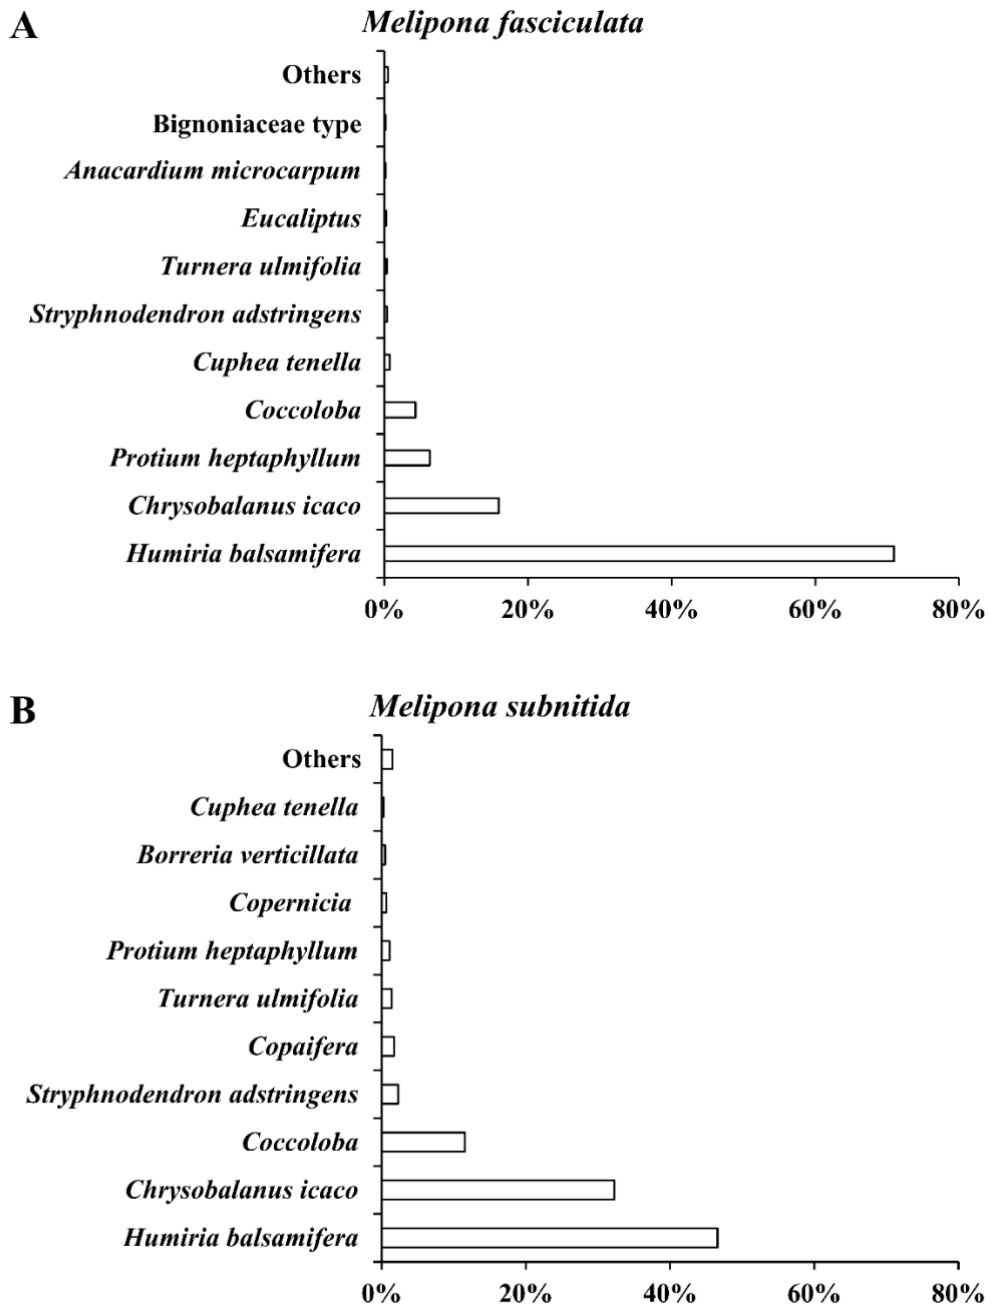 A
Melipona fasciculata
Others
Bignoniaceae type
Anacardium microcarpum
Eucaliptus
Turnera ulmifolia
Stryphnodendron adstringens
Cuphea tenella
Coccoloba
Protium heptaphyllum
Chrysobalanus icaco
Humiria balsamifera
0% 20% 40% 60% 80%
B
Melipona subnitida
Others
Cuphea tenella
Borreria verticillata
Copernicia
Protium heptaphyllum
Turnera ulmifolia
Copaifera
Stryphnodendron adstringens
Coccoloba
Chrysobalanus icaco
Humiria balsamifera
0% 20% 40% 60% 80%